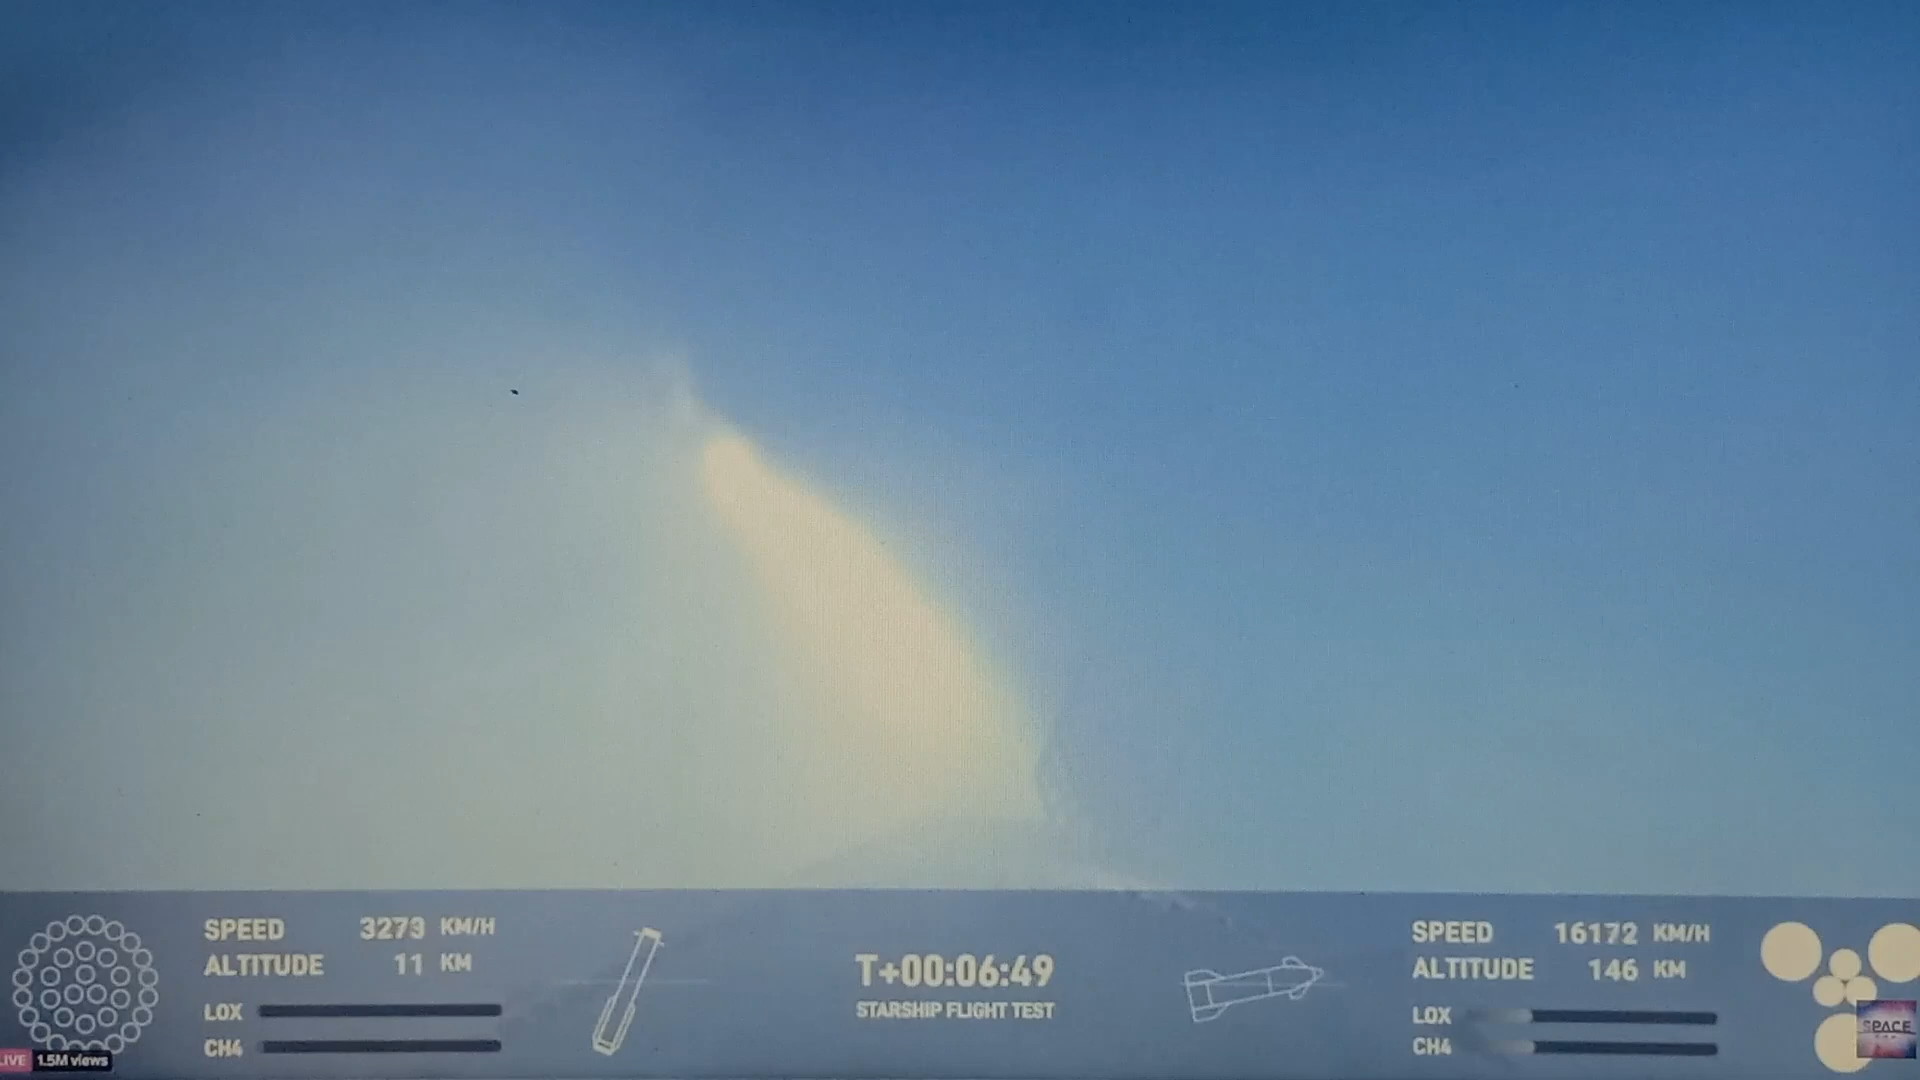 SPEED 3273 KM/H
ALTITUDE 11 KM
LOX
CH4
LIVE 1.5M views
T+00:06:49
STARSHIP FLIGHT TEST
SPEED 16172 KM/H
ALTITUDE 146 KM
LOX
CH4
SPACE